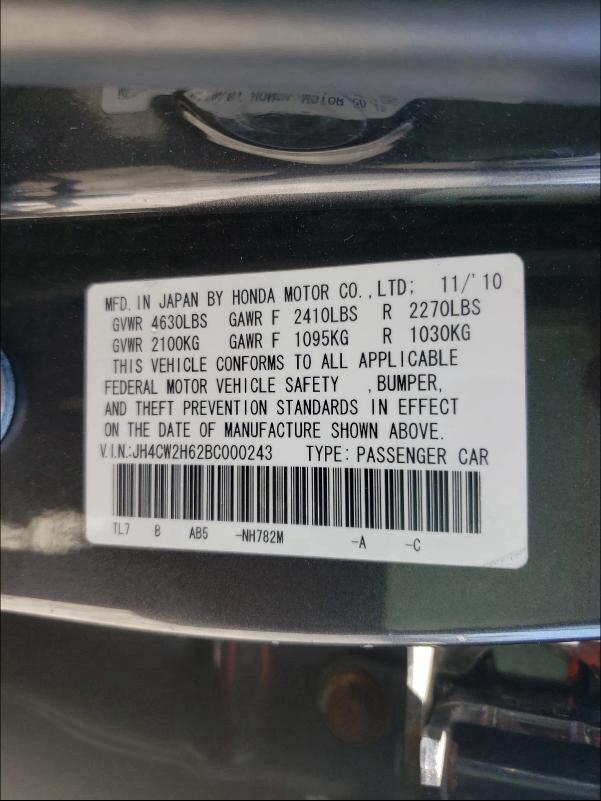 MFD. IN JAPAN BY HONDA MOTOR CO., LTD: 11/'10
GVWR 4630LBS GAWR F 2410LBS R 2270LBS
GVWR 2100KG GAWR F 1095KG R 1030KG
THIS VEHICLE CONFORMS TO ALL APPLICABLE
FEDERAL MOTOR VEHICLE SAFETY , BUMPER,
AND THEFT PREVENTION STANDARDS IN EFFECT
ON THE DATE OF MANUFACTURE SHOWN ABOVE.
V.I.N.:JH4CW2H62BC000243 TYPE: PASSENGER CAR
TL7 B AB5 -NH782M -A -C